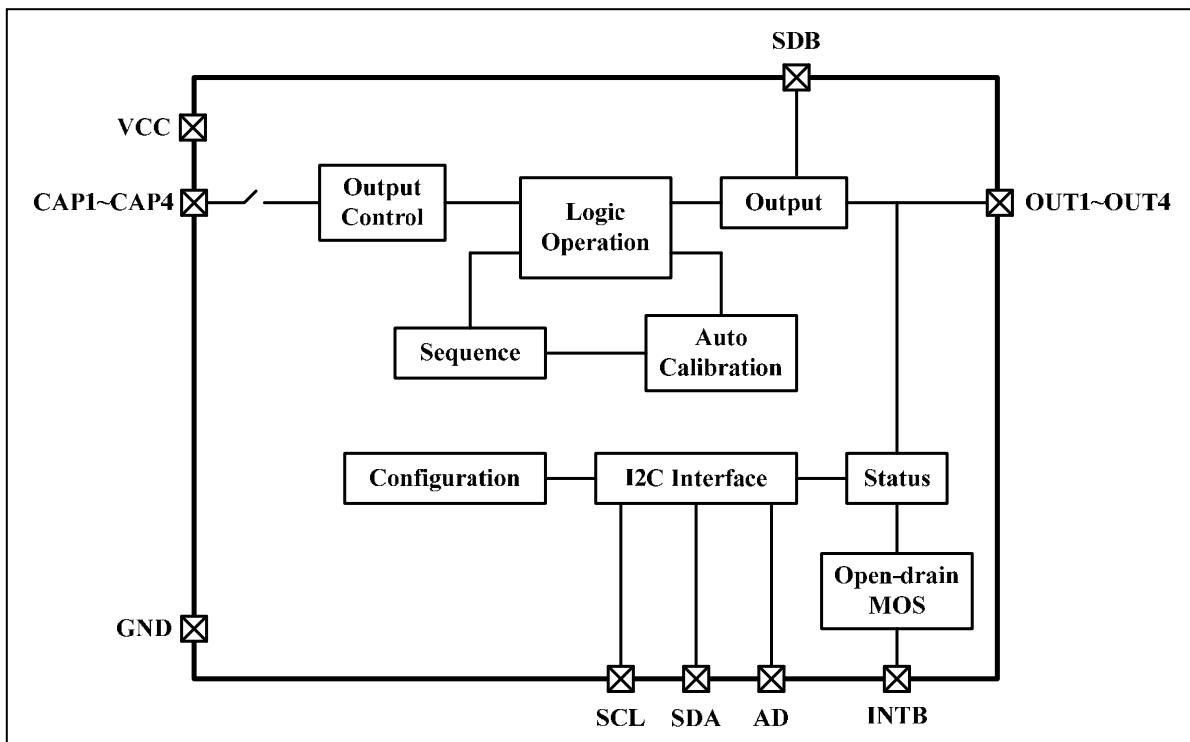 SDB
VCC
CAP1~CAP4
Output
Control
Logic
Operation
Output
OUT1~OUT4
Sequence
Auto
Calibration
Configuration
I2C Interface
Status
Open-drain
MOS
GND
SCL
SDA
AD
INTB